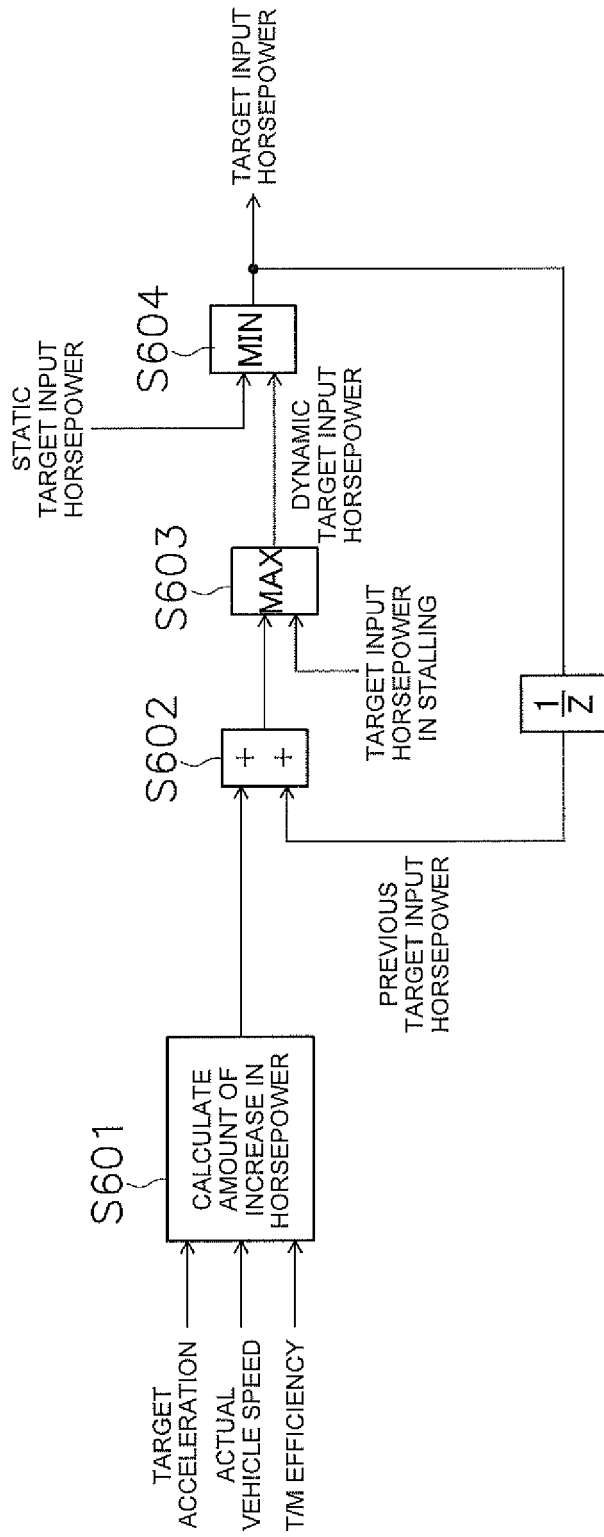 TARGET
ACCELERATION
ACTUAL
VEHICLE SPEED
T/M EFFICIENCY
S601
CALCULATE
AMOUNT OF
INCREASE IN
HORSEPOWER
PREVIOUS
TARGET INPUT
HORSEPOWER
S602
+
+
S603
MAX
TARGET INPUT
HORSEPOWER
IN STALLING
DYNAMIC
TARGET INPUT
HORSEPOWER
STATIC
TARGET INPUT
HORSEPOWER
S604
MIN
TARGET INPUT
HORSEPOWER
1
Z